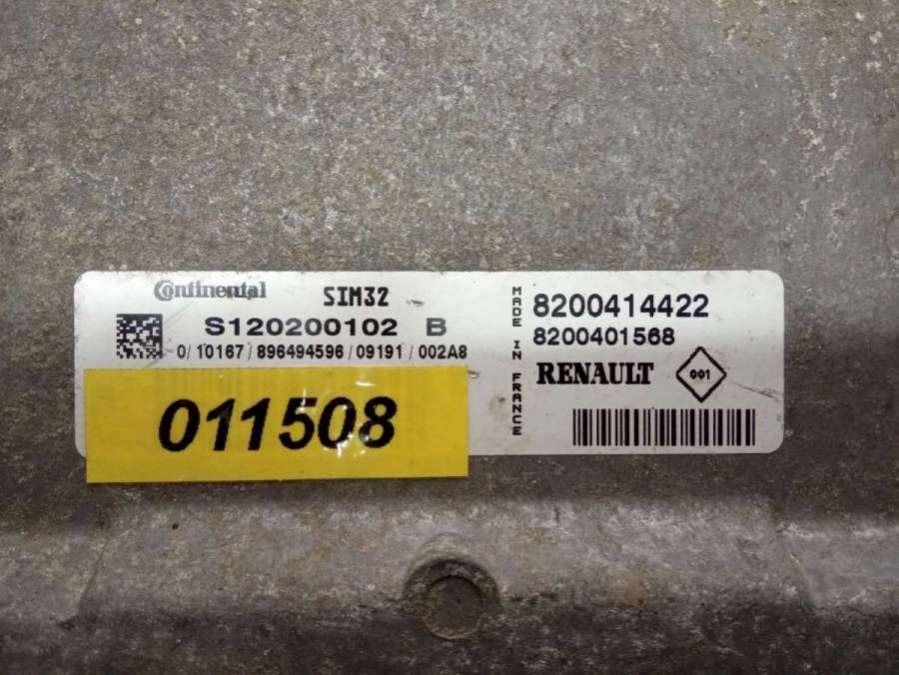 Continental SIM32
S120200102 B
0/10167/896494596/09191/002A8
011508
MADE IN FRANCE
8200414422
8200401568
RENAULT 001